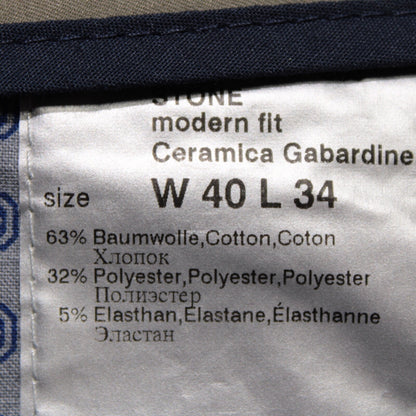 STONE
modern fit
Ceramica Gabardine
size W 40 L 34
63% Baumwolle,Cotton,Coton
Хлопок
32% Polyester,Polyester,Polyester
Полиэстер
5% Elasthan,Elastane,Élasthanne
Эластан